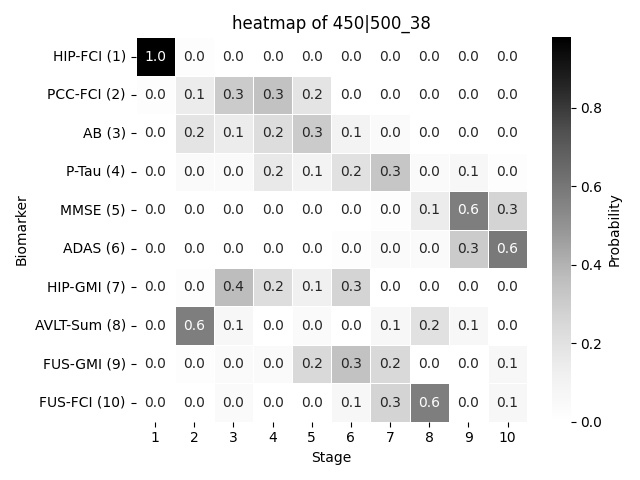 heatmap of 450|500_38
HIP-FCI (1) 1.0 0.0 0.0 0.0 0.0 0.0 0.0 0.0 0.0 0.0
PCC-FCI (2) 0.0 0.1 0.3 0.3 0.2 0.0 0.0 0.0 0.0 0.0
AB (3) 0.0 0.2 0.1 0.2 0.3 0.1 0.0 0.0 0.0 0.0
P-Tau (4) 0.0 0.0 0.0 0.2 0.1 0.2 0.3 0.0 0.1 0.0
MMSE (5) 0.0 0.0 0.0 0.0 0.0 0.0 0.0 0.1 0.6 0.3
ADAS (6) 0.0 0.0 0.0 0.0 0.0 0.0 0.0 0.0 0.3 0.6
HIP-GMI (7) 0.0 0.0 0.4 0.2 0.1 0.3 0.0 0.0 0.0 0.0
AVLT-Sum (8) 0.0 0.6 0.1 0.0 0.0 0.0 0.1 0.2 0.1 0.0
FUS-GMI (9) 0.0 0.0 0.0 0.0 0.2 0.3 0.2 0.0 0.0 0.1
FUS-FCI (10) 0.0 0.0 0.0 0.0 0.0 0.1 0.3 0.6 0.0 0.1
1 2 3 4 5 6 7 8 9 10
Stage
Biomarker
0.8
0.6
0.4
0.2
0.0
Probability